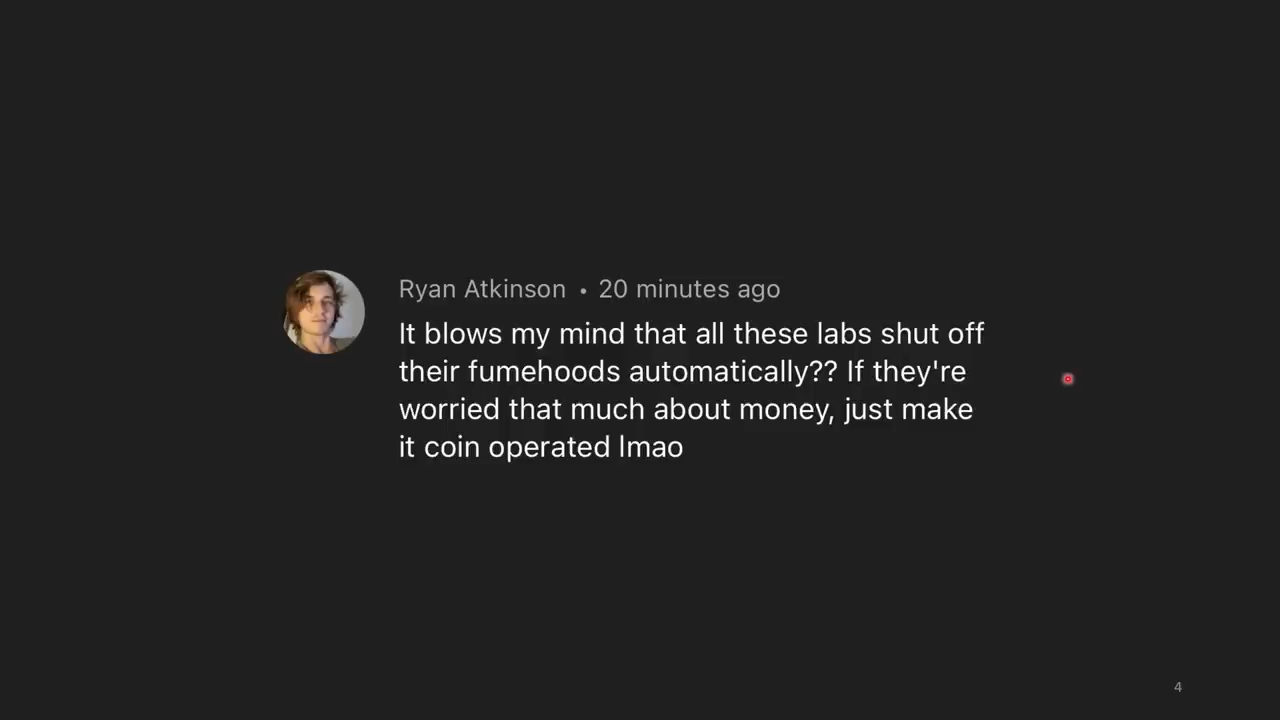 Ryan Atkinson • 20 minutes ago
It blows my mind that all these labs shut off
their fumehoods automatically?? If they're
worried that much about money, just make
it coin operated lmao
4